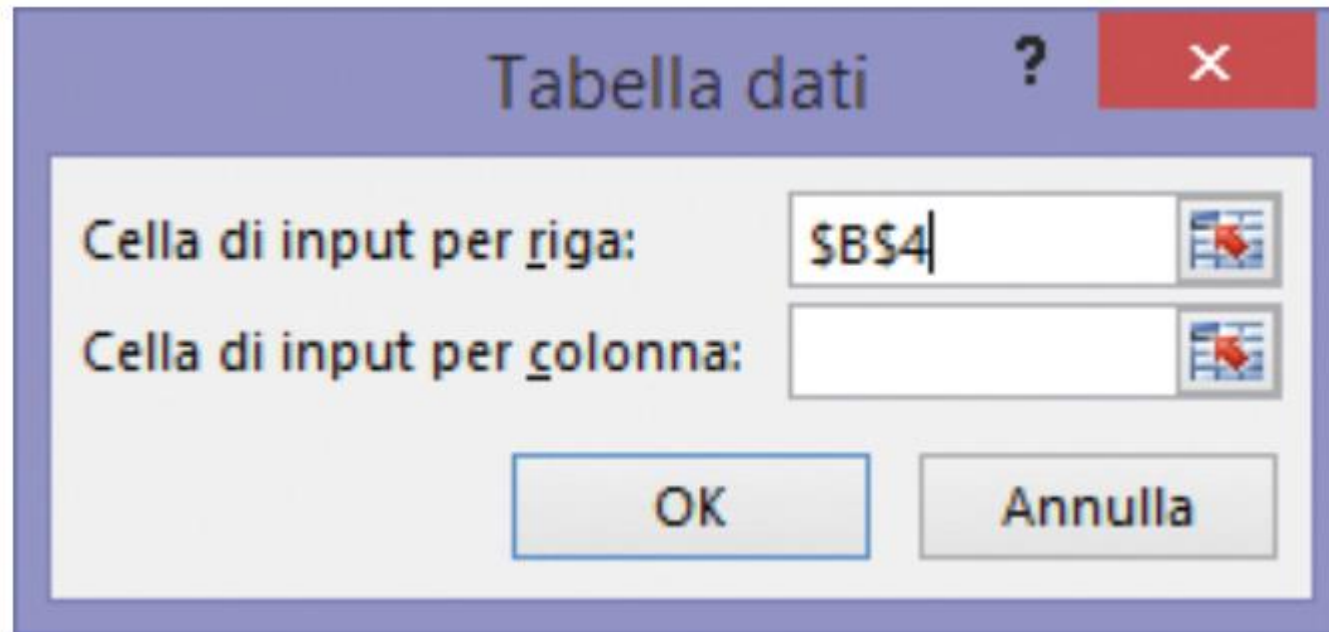 Tabella dati ?
Cella di input per riga: $B$4
Cella di input per colonna:
OK Annulla